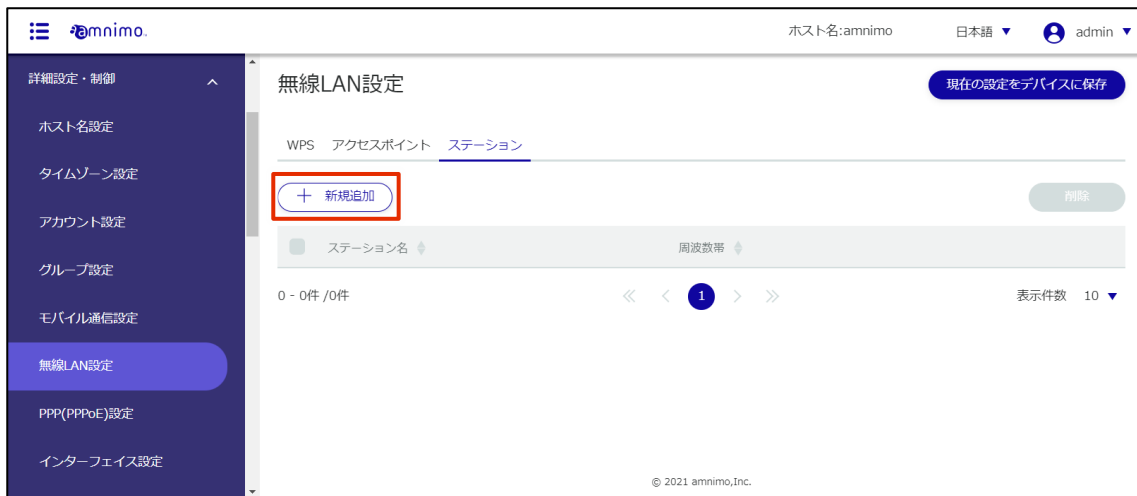 amnimo.
ホスト名:amnimo
日本語 ▼
admin ▼
詳細設定・制御
ホスト名設定
タイムゾーン設定
アカウント設定
グループ設定
モバイル通信設定
無線LAN設定
PPP(PPPoE)設定
インターフェイス設定
無線LAN設定
現在の設定をデバイスに保存
WPS アクセスポイント ステーション
＋ 新規追加
削除
ステーション名 周波数帯
0 - 0件 /0件
1
表示件数 10 ▼
© 2021 amnimo,Inc.